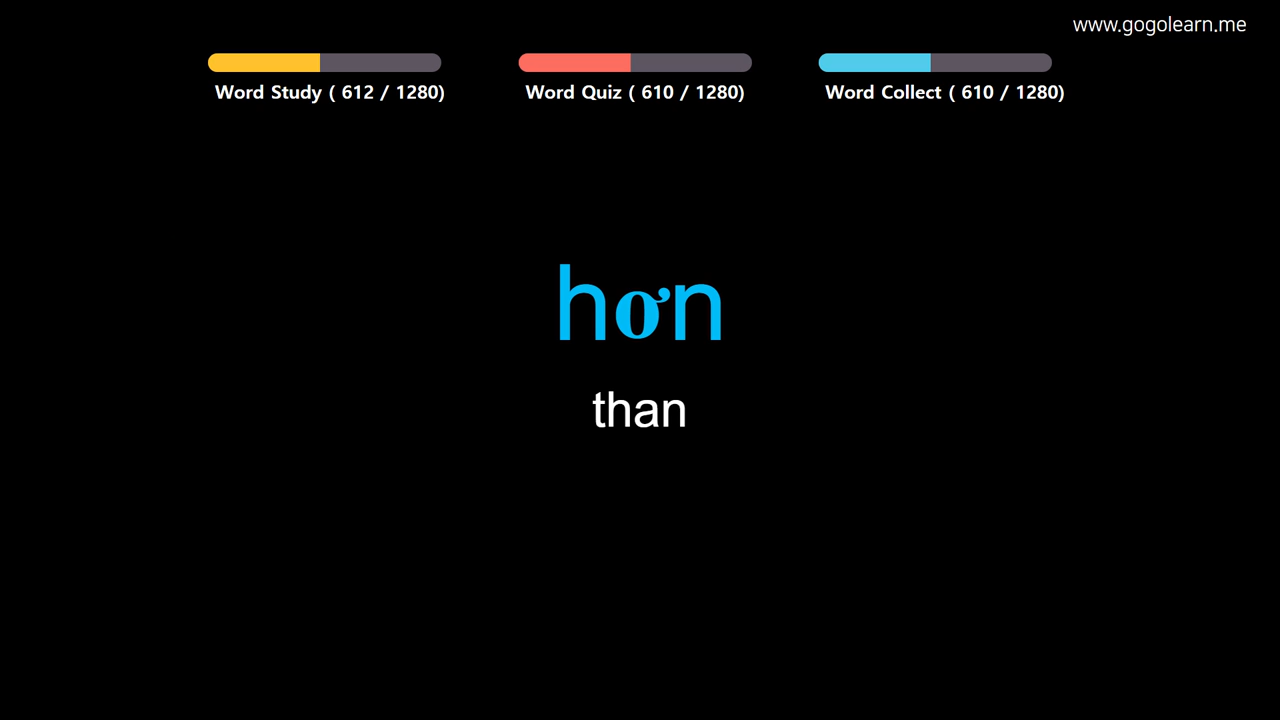 www.gogolearn.me
Word Study ( 612 / 1280)
Word Quiz ( 610 / 1280)
Word Collect ( 610 / 1280)
hơn
than